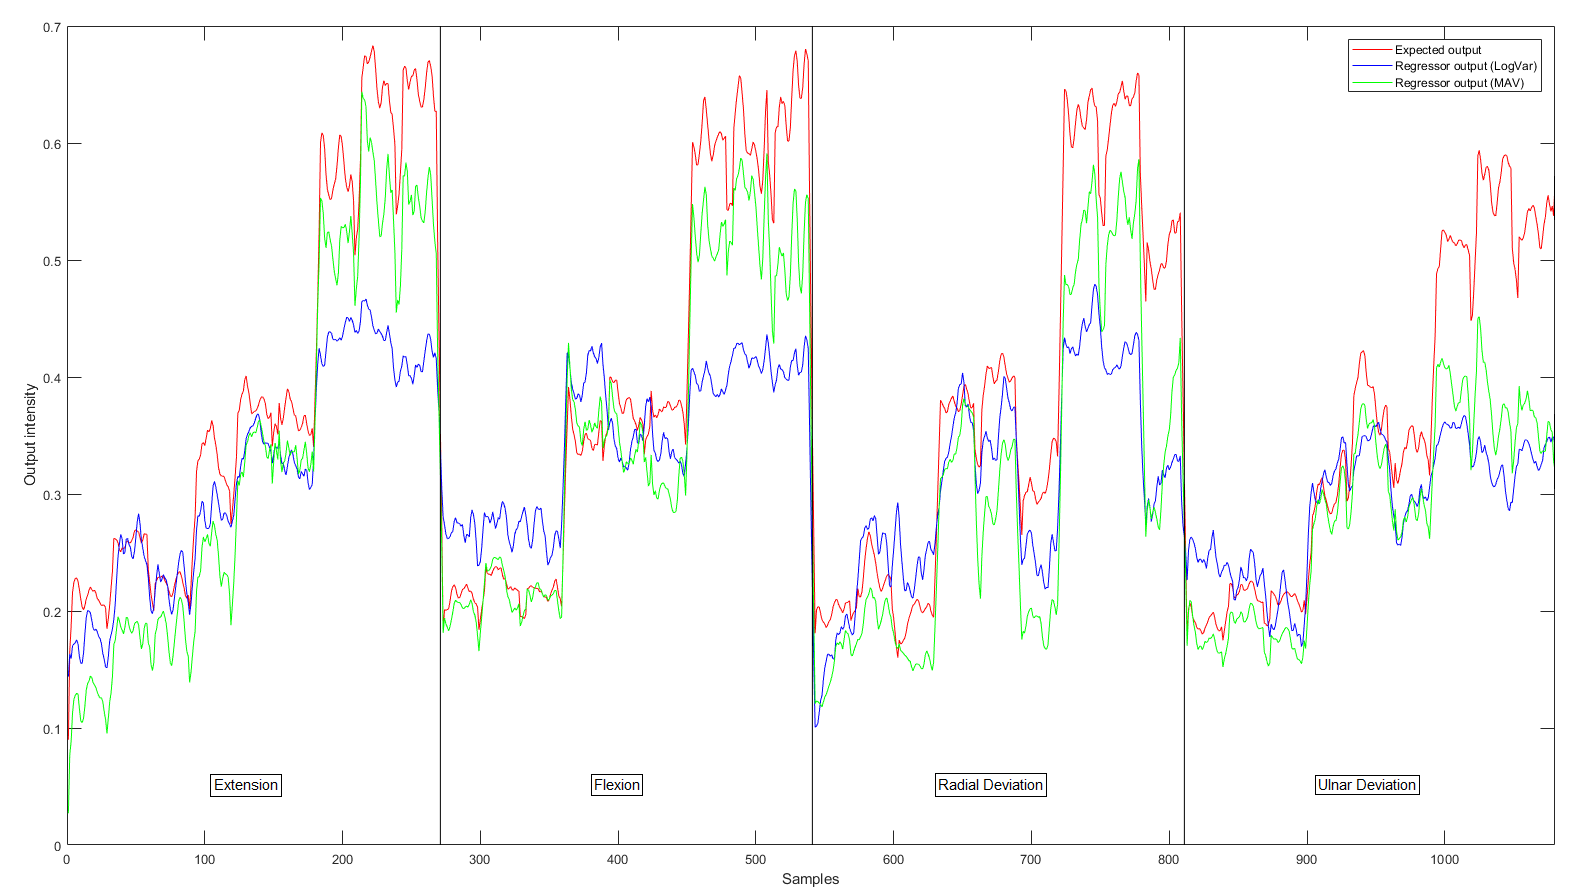 0.7
0.6
0.5
0.4
0.3
0.2
0.1
0
Output intensity
Expected output
Regressor output (LogVar)
Regressor output (MAV)
Extension
Flexion
Radial Deviation
Ulnar Deviation
0 100 200 300 400 500 600 700 800 900 1000
Samples